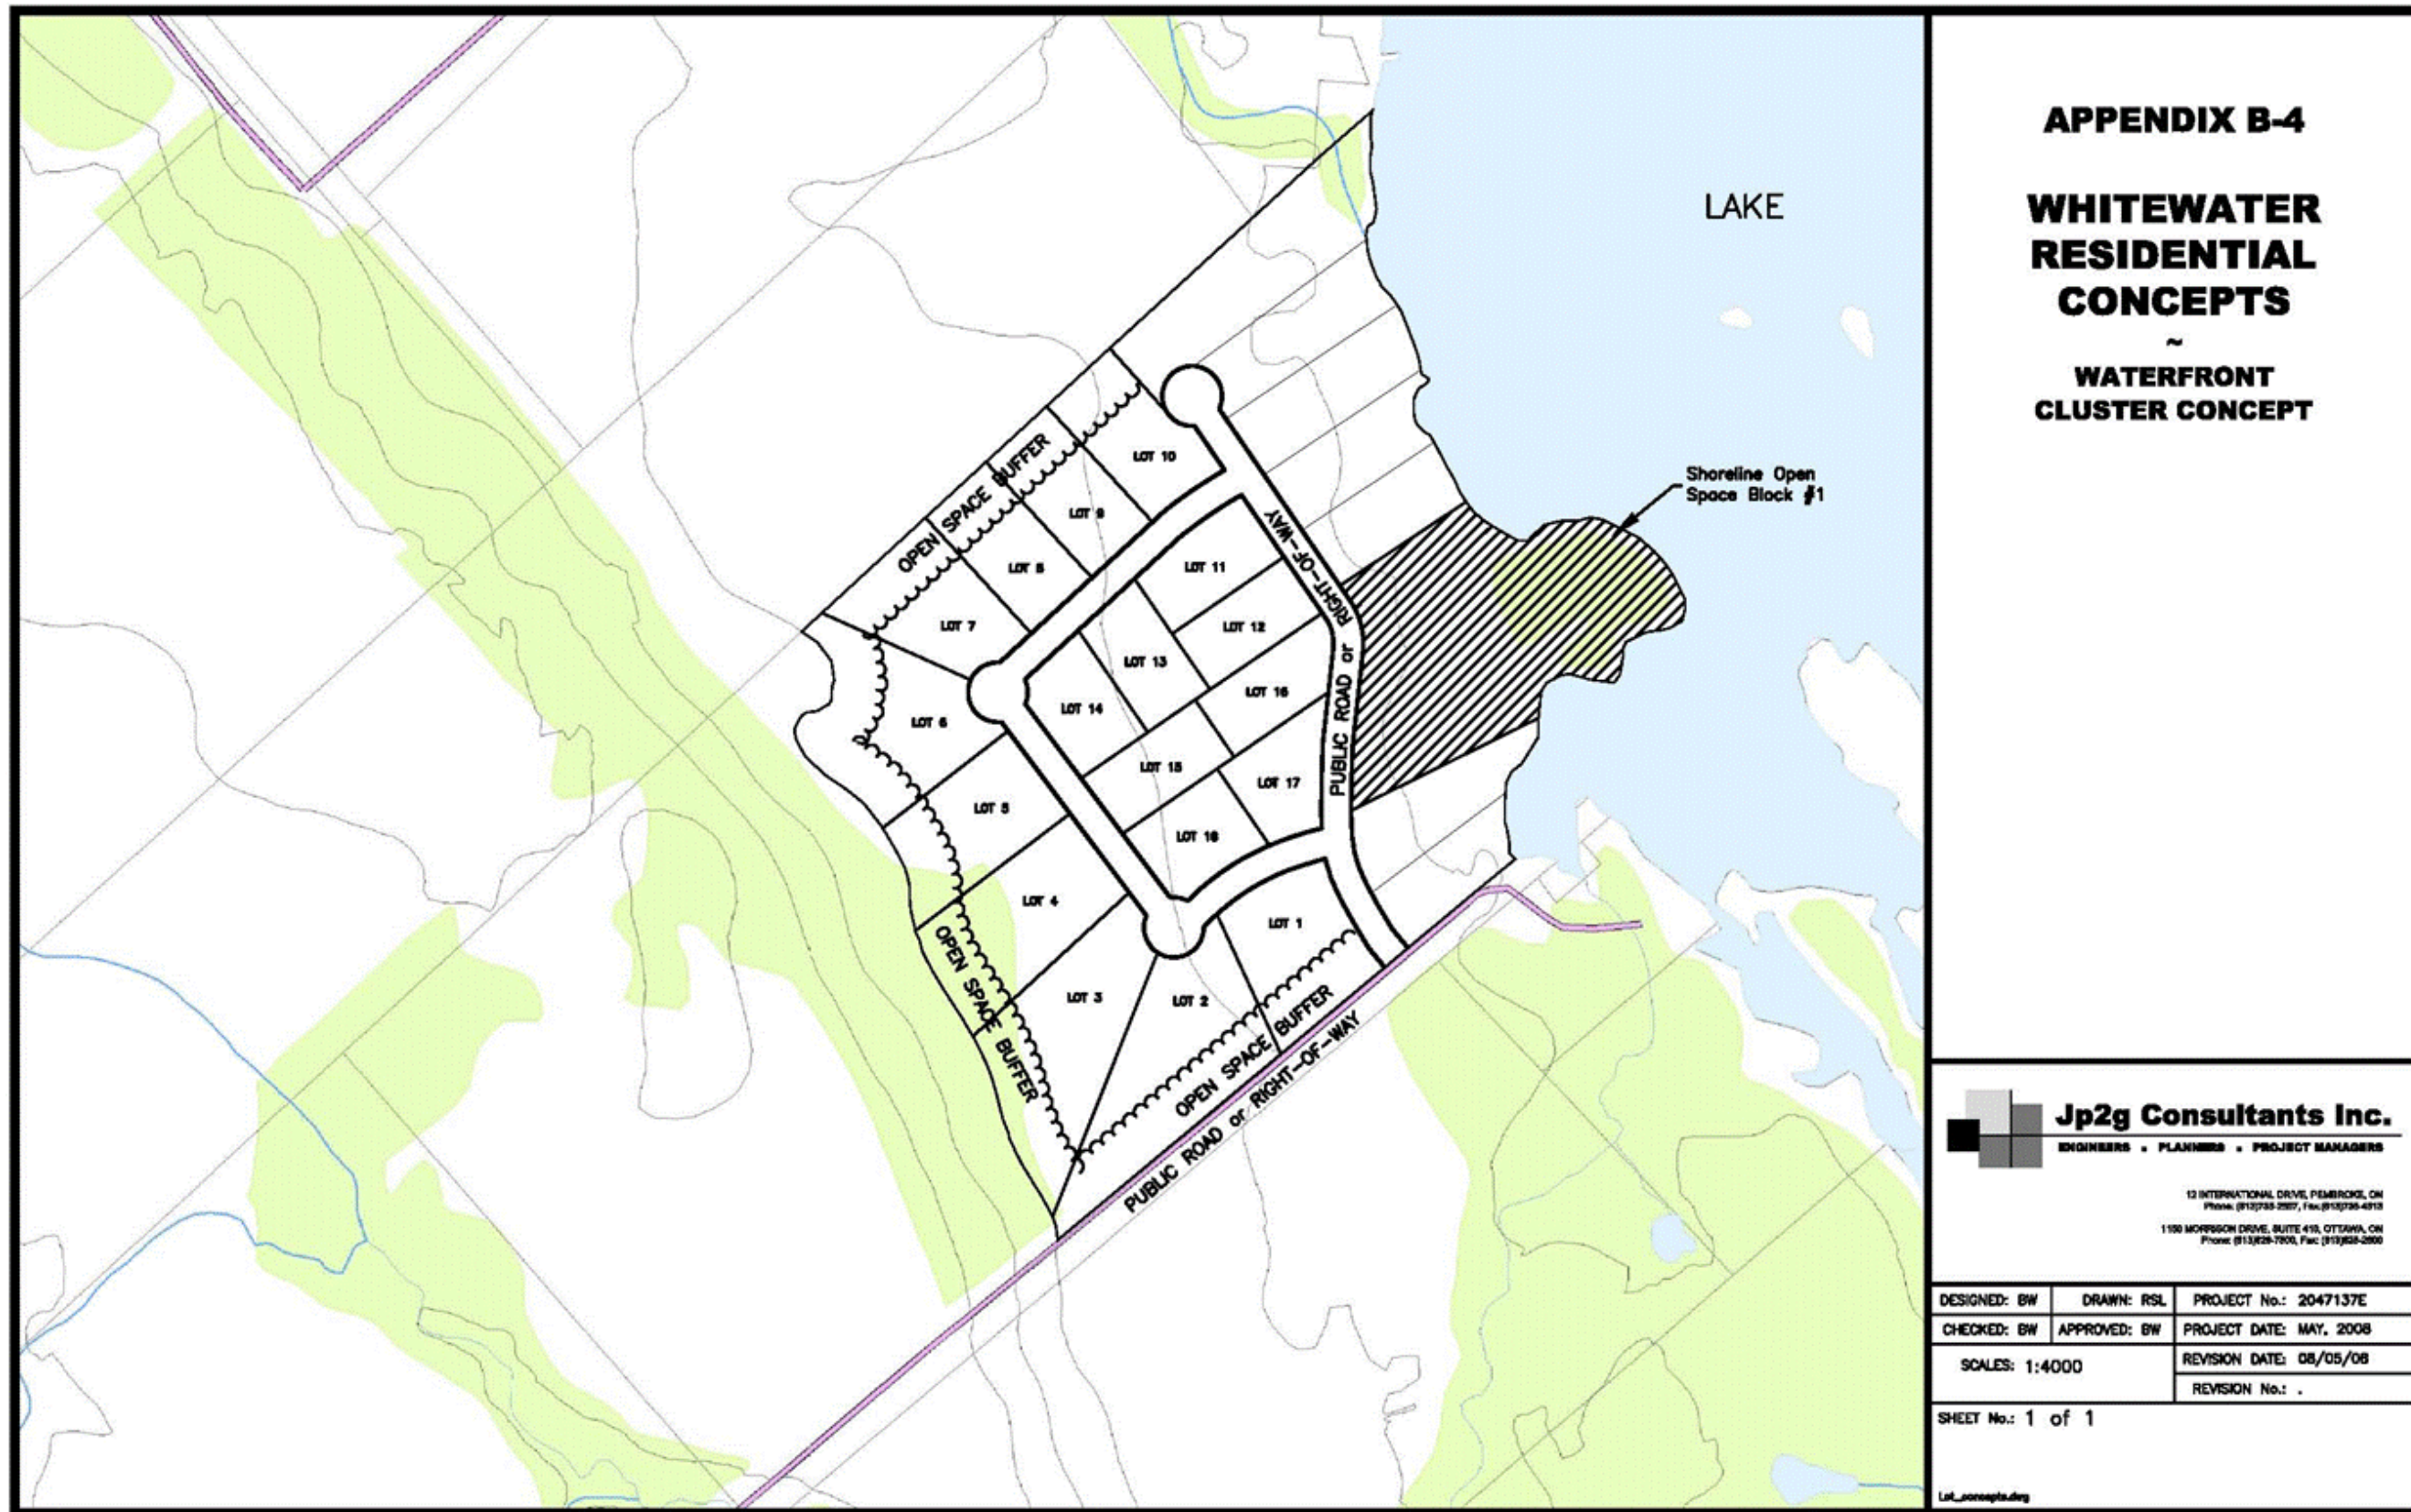 APPENDIX B-4
WHITEWATER
RESIDENTIAL
CONCEPTS
~
WATERFRONT
CLUSTER CONCEPT
LAKE
Shoreline Open
Space Block #1
OPEN SPACE BUFFER
LOT 10
LOT 9
LOT 8
LOT 7
LOT 6
LOT 5
LOT 4
LOT 3
LOT 2
LOT 1
LOT 11
LOT 12
LOT 13
LOT 14
LOT 16
LOT 15
LOT 17
LOT 18
PUBLIC ROAD or RIGHT-OF-WAY
OPEN SPACE BUFFER
OPEN SPACE BUFFER
PUBLIC ROAD or RIGHT-OF-WAY
Jp2g Consultants Inc.
ENGINEERS . PLANNERS . PROJECT MANAGERS
12 INTERNATIONAL DRIVE, PEMBROKE, ON
Phone: Fax:
DRIVE, SUITE OTTAWA, ON
Phone: Fax:
DESIGNED: BW
DRAWN: RSL
PROJECT No.: 2047137E
CHECKED: BW
APPROVED: BW
PROJECT DATE: MAY, 2008
SCALES: 1:4000
REVISION DATE:
REVISION No.: .
SHEET No.: 1 of 1
Lot_concepts.dwg